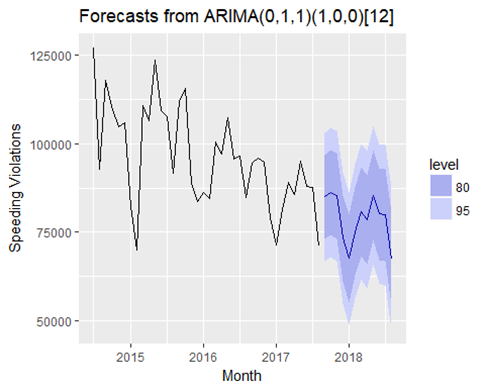 Forecasts from ARIMA(0,1,1)(1,0,0)[12]
125000
100000
75000
50000
Speeding Violations
level
80
95
2015 2016 2017 2018
Month